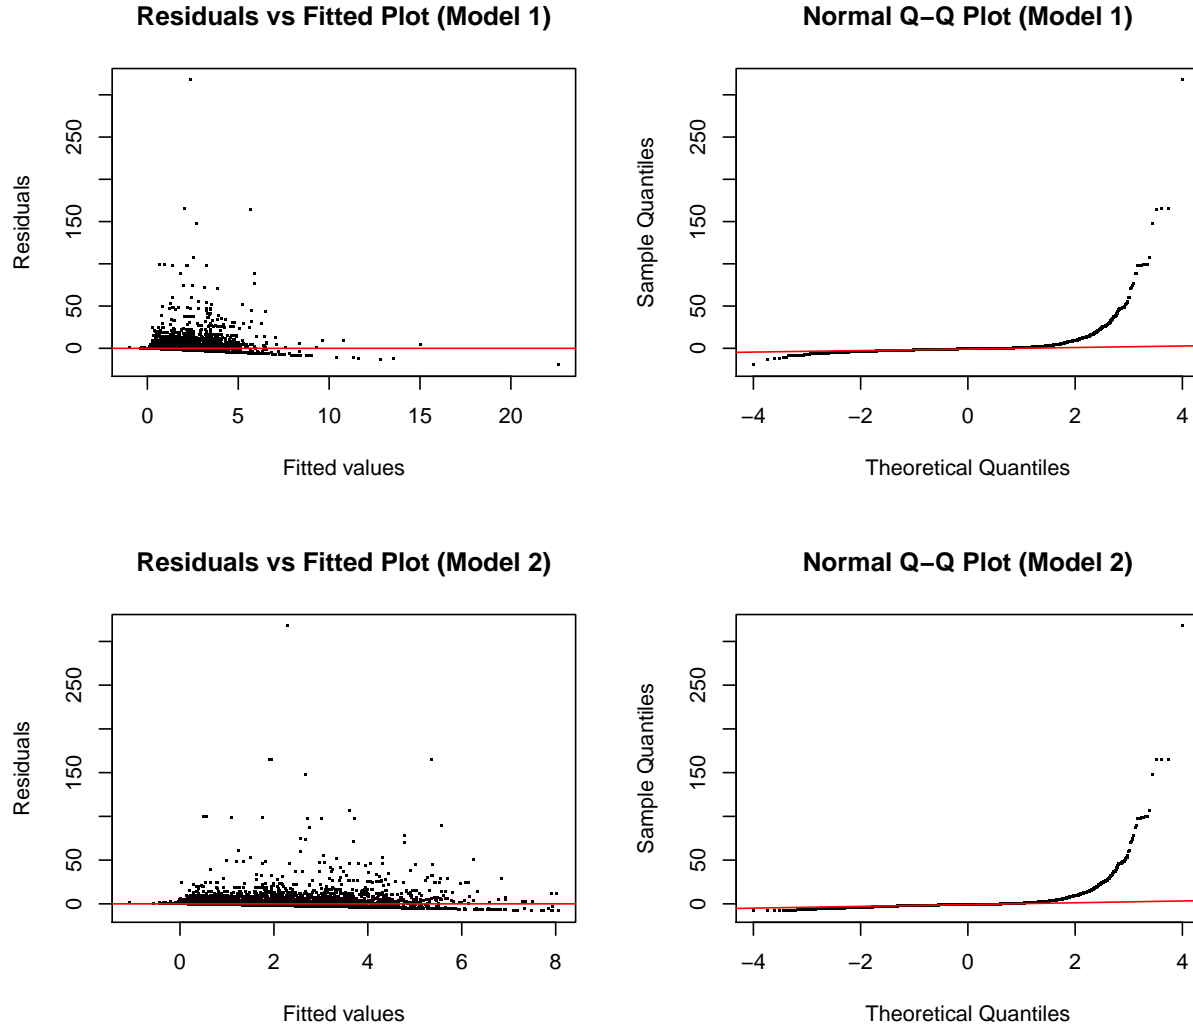 Residuals vs Fitted Plot (Model 1)
Residuals
0 50 150 250
0 5 10 15 20
Fitted values
Normal Q−Q Plot (Model 1)
Sample Quantiles
0 50 150 250
−4 −2 0 2 4
Theoretical Quantiles
Residuals vs Fitted Plot (Model 2)
Residuals
0 50 150 250
0 2 4 6 8
Fitted values
Normal Q−Q Plot (Model 2)
Sample Quantiles
0 50 150 250
−4 −2 0 2 4
Theoretical Quantiles